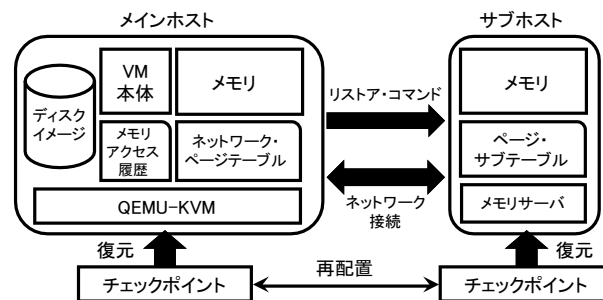 メインホスト
サブホスト
ディスク
イメージ
VM
本体
メモリ
メモリ
アクセス
履歴
ネットワーク・
ページテーブル
QEMU-KVM
リストア・コマンド
ネットワーク
接続
メモリ
ページ・
サブテーブル
メモリサーバ
復元
復元
チェックポイント
再配置
チェックポイント